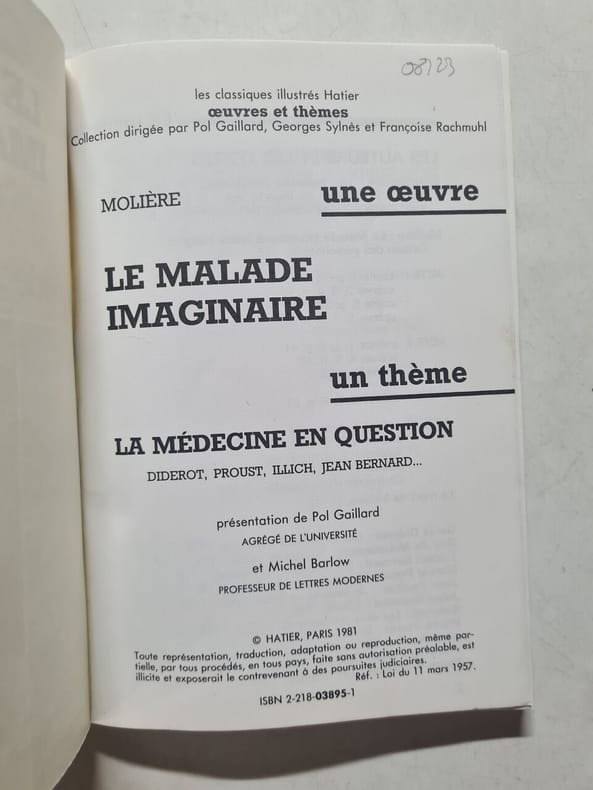 08/23
les classiques illustrés Hatier
œuvres et thèmes
Collection dirigée par Pol Gaillard, Georges Sylnès et Françoise Rachmuhl
MOLIÈRE
une œuvre
LE MALADE
IMAGINAIRE
un thème
LA MÉDECINE EN QUESTION
DIDEROT, PROUST, ILLICH, JEAN BERNARD...
présentation de Pol Gaillard
AGRÉGÉ DE L'UNIVERSITÉ
et Michel Barlow
PROFESSEUR DE LETTRES MODERNES
© HATIER, PARIS 1981
Toute représentation, traduction, adaptation ou reproduction, même par-
tielle, par tous procédés, en tous pays, faite sans autorisation préalable, est
illicite et exposerait le contrevenant à des poursuites judiciaires.
Réf. : Loi du 11 mars 1957.
ISBN 2-218-03895-1